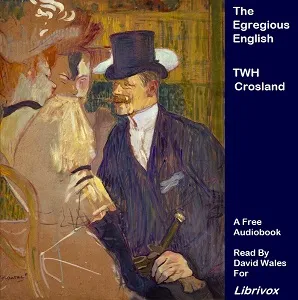 The
Egregious
English
TWH
Crosland
A Free
Audiobook
Read By
David Wales
For
Librivox